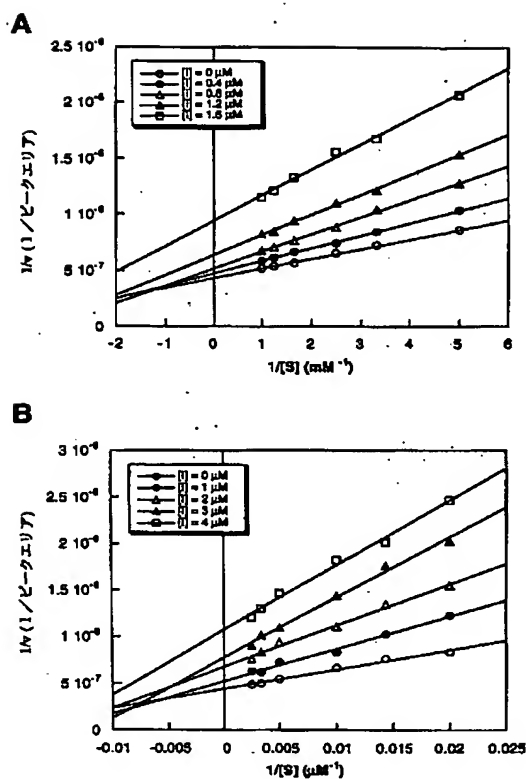 A
2.5 10⁻⁶
2 10⁻⁶
1.5 10⁻⁶
1 10⁻⁶
5 10⁻⁷
0
1/v (1/ピークエリア)
[I] = 0 μM
[I] = 0.4 μM
[I] = 0.8 μM
[I] = 1.2 μM
[I] = 1.6 μM
-2 -1 0 1 2 3 4 5 6
1/[S] (mM⁻¹)
B
3 10⁻⁶
2.5 10⁻⁶
2 10⁻⁶
1.5 10⁻⁶
1 10⁻⁶
5 10⁻⁷
0
1/v (1/ピークエリア)
[I] = 0 μM
[I] = 1 μM
[I] = 2 μM
[I] = 3 μM
[I] = 4 μM
-0.01 -0.005 0 0.005 0.01 0.015 0.02 0.025
1/[S] (μM⁻¹)